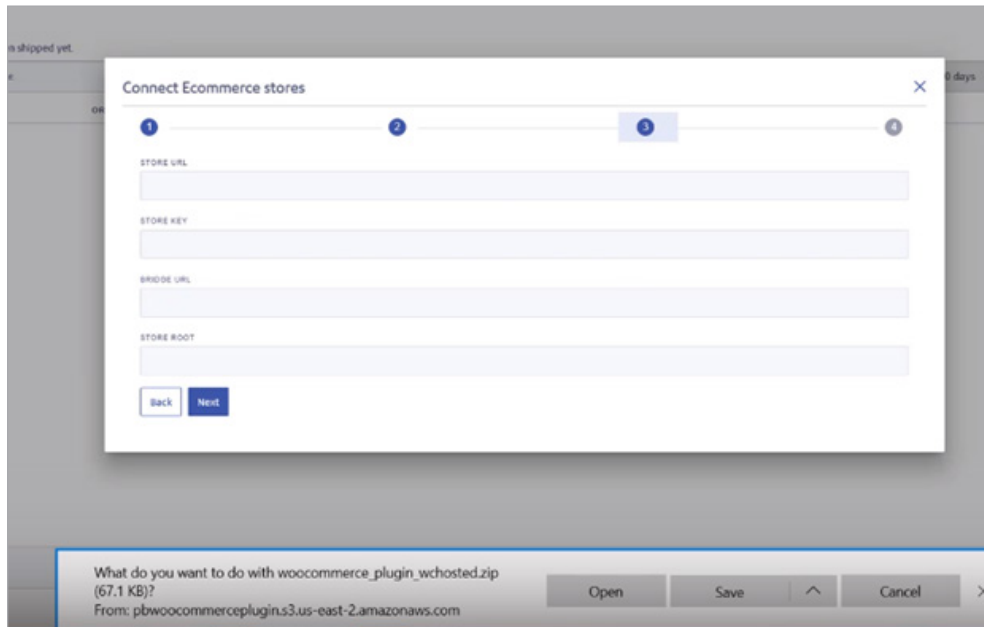 n shipped yet.
0 days
Connect Ecommerce stores
1
2
3
4
STORE URL
STORE KEY
BRIDGE URL
STORE ROOT
Back Next
What do you want to do with woocommerce_plugin_wchosted.zip
(67.1 KB)?
From: pbwoocommerceplugin.s3.us-east-2.amazonaws.com
Open Save Cancel